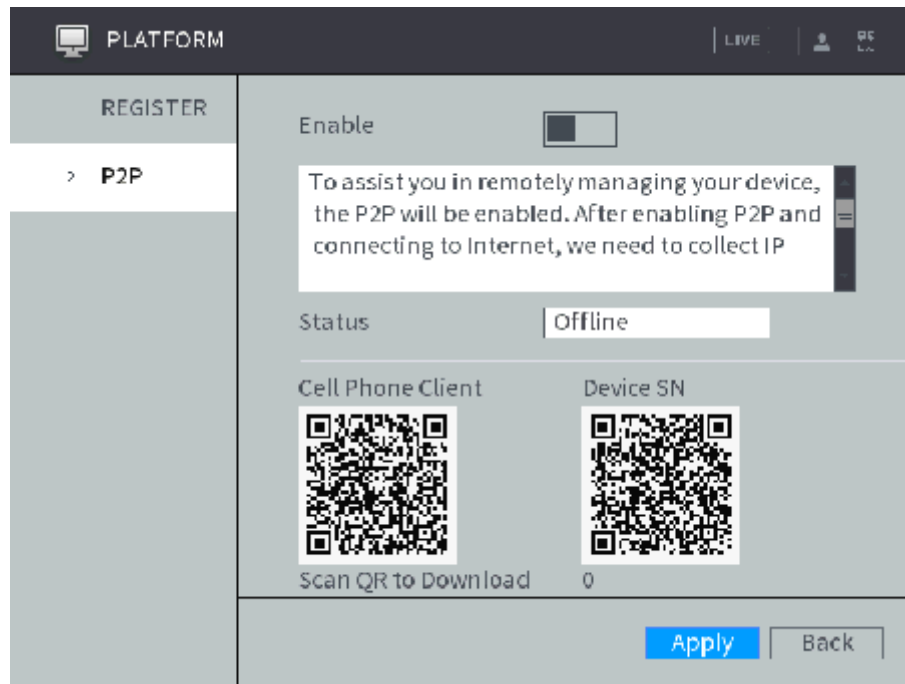 PLATFORM
LIVE
REGISTER
Enable
> P2P
To assist you in remotely managing your device,
the P2P will be enabled. After enabling P2P and
connecting to Internet, we need to collect IP
Status
Offline
Cell Phone Client
Device SN
Scan QR to Download
0
Apply
Back